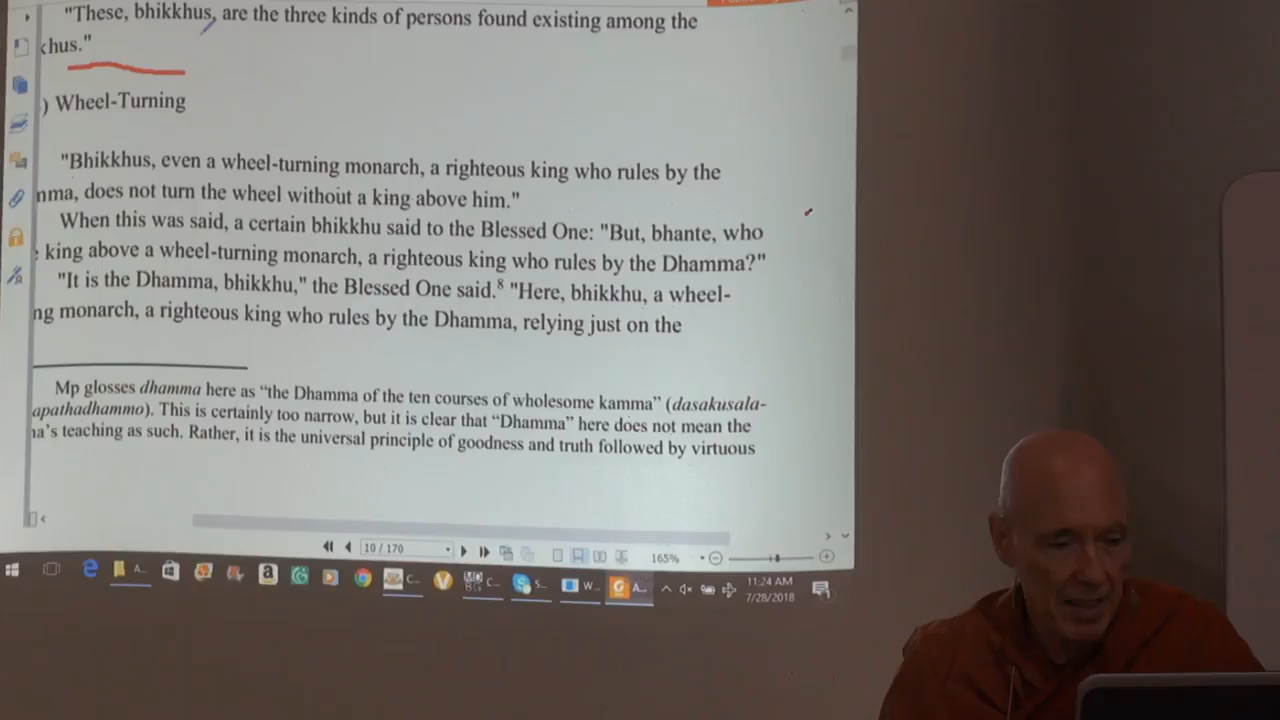 "These, bhikkhus, are the three kinds of persons found existing among the
khus."
) Wheel-Turning
"Bhikkhus, even a wheel-turning monarch, a righteous king who rules by the
nma, does not turn the wheel without a king above him."
When this was said, a certain bhikkhu said to the Blessed One: "But, bhante, who
king above a wheel-turning monarch, a righteous king who rules by the Dhamma?"
"It is the Dhamma, bhikkhu," the Blessed One said.⁸ "Here, bhikkhu, a wheel-
ng monarch, a righteous king who rules by the Dhamma, relying just on the
Mp glosses dhamma here as “the Dhamma of the ten courses of wholesome kamma” (dasakusala-
apathadhammo). This is certainly too narrow, but it is clear that “Dhamma” here does not mean the
na’s teaching as such. Rather, it is the universal principle of goodness and truth followed by virtuous
10 / 170
165%
A...
C...
C...
S...
W...
A...
11:24 AM
7/28/2018